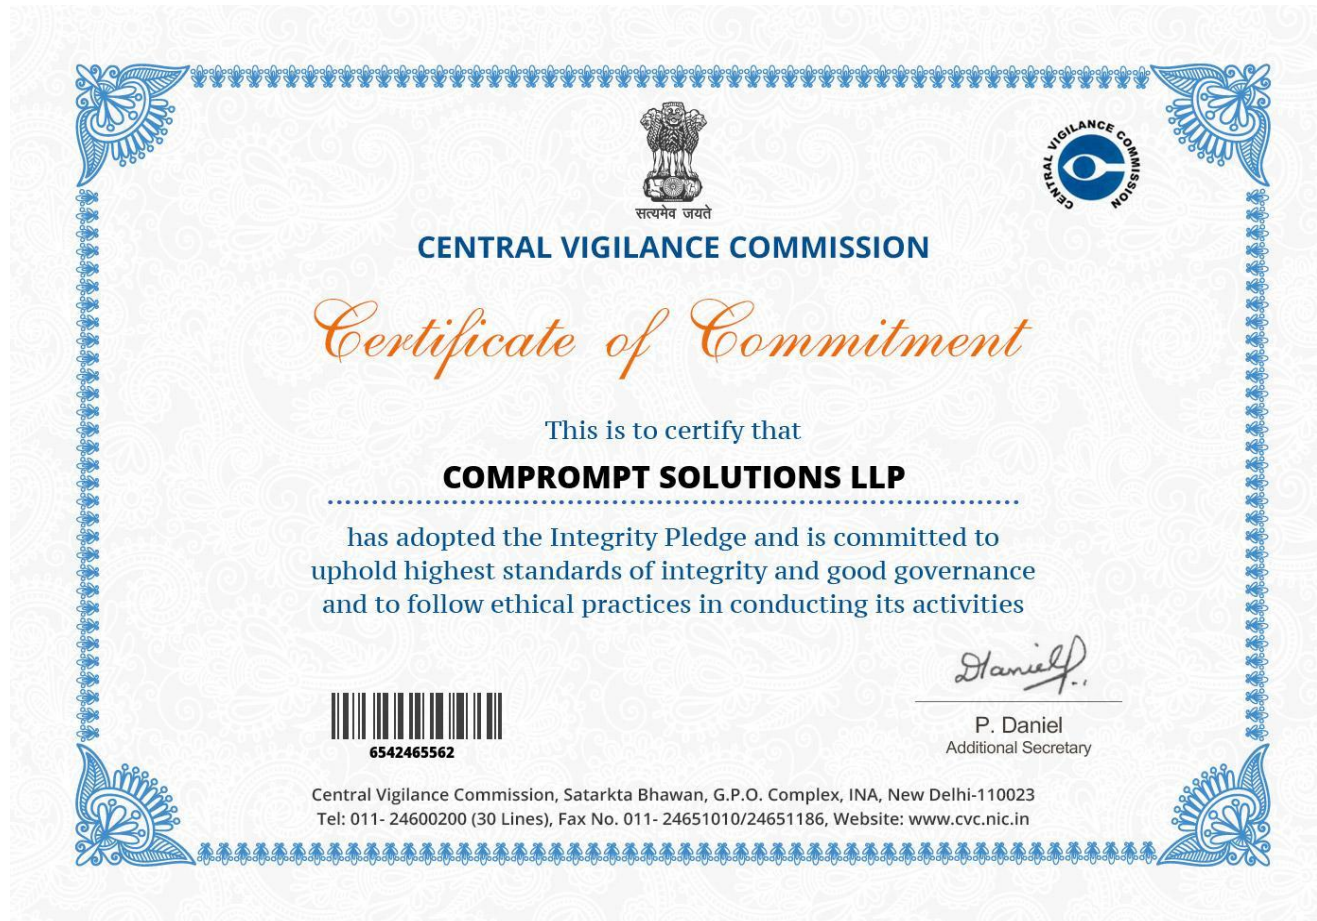 सत्यमेव जयते
CENTRAL VIGILANCE COMMISSION
CENTRAL VIGILANCE COMMISSION
Certificate of Commitment
This is to certify that
COMPROMPT SOLUTIONS LLP
has adopted the Integrity Pledge and is committed to
uphold highest standards of integrity and good governance
and to follow ethical practices in conducting its activities
Daniel P.
P. Daniel
Additional Secretary
6542465562
Central Vigilance Commission, Satarkta Bhawan, G.P.O. Complex, INA, New Delhi-110023
Tel: 011- 24600200 (30 Lines), Fax No. 011- 24651010/24651186, Website: www.cvc.nic.in